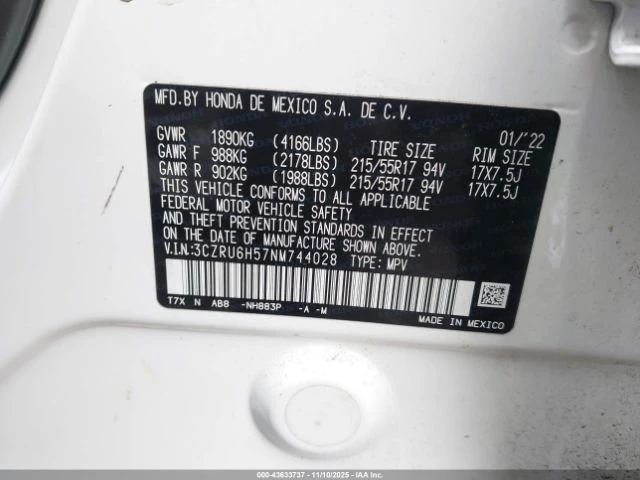 MFD.BY HONDA DE MEXICO S.A. DE C.V.
GVWR 1890KG (4166LBS) TIRE SIZE 01/'22 RIM SIZE
GAWR F 988KG (2178LBS) 215/55R17 94V 17X7.5J
GAWR R 902KG (1988LBS) 215/55R17 94V 17X7.5J
THIS VEHICLE CONFORMS TO ALL APPLICABLE
FEDERAL MOTOR VEHICLE SAFETY
AND THEFT PREVENTION STANDARDS IN EFFECT
ON THE DATE OF MANUFACTURE SHOWN ABOVE.
V.I.N:3CZRU6H57NM744028 TYPE: MPV
T7X N AB8 -NH883P -A -M
MADE IN MEXICO
000-43633737 - 11/10/2025 - IAAI.COM